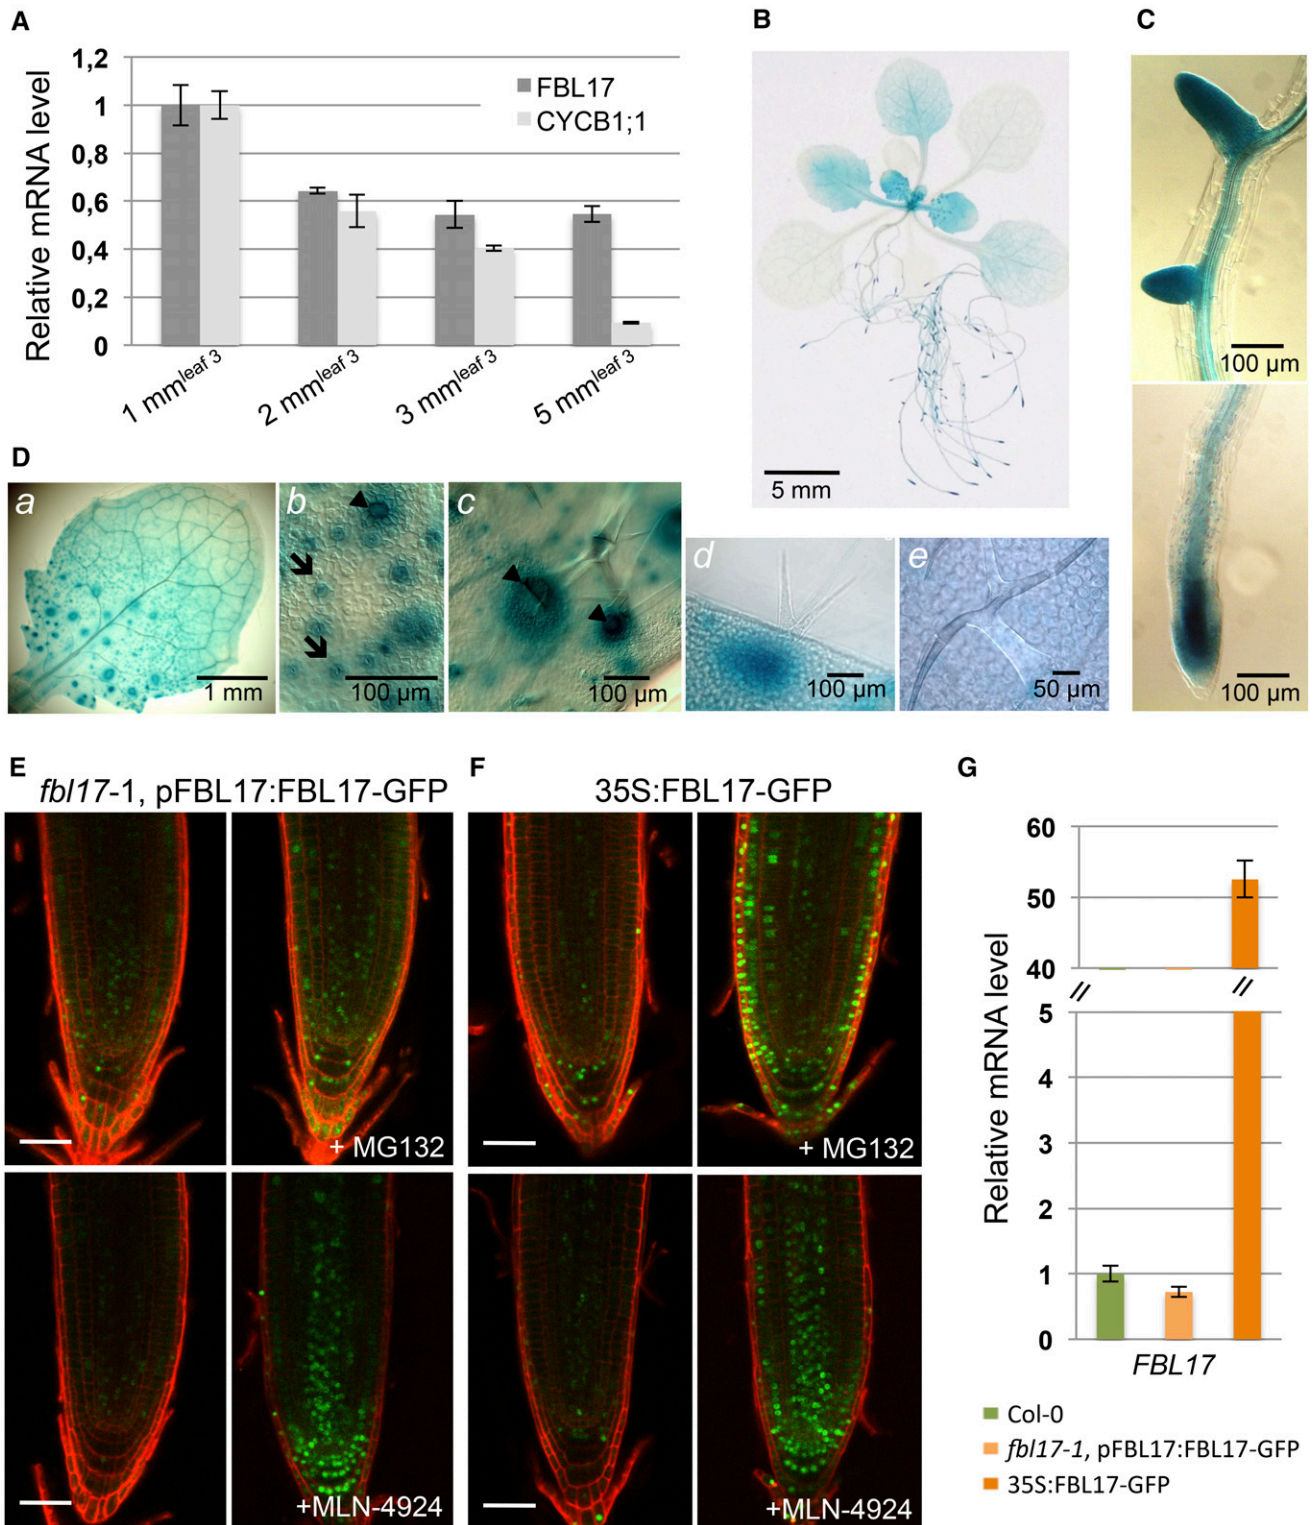 A
1,2
1
0,8
0,6
0,4
0,2
0
Relative mRNA level
FBL17
CYCB1;1
1 mm leaf 3
2 mm leaf 3
3 mm leaf 3
5 mm leaf 3
B
5 mm
C
100 µm
100 µm
D
a
1 mm
b
100 µm
c
100 µm
d
100 µm
e
50 µm
E
fbl17-1, pFBL17:FBL17-GFP
+ MG132
+MLN-4924
F
35S:FBL17-GFP
+ MG132
+MLN-4924
G
60
50
40
5
4
3
2
1
0
Relative mRNA level
FBL17
Col-0
fbl17-1, pFBL17:FBL17-GFP
35S:FBL17-GFP